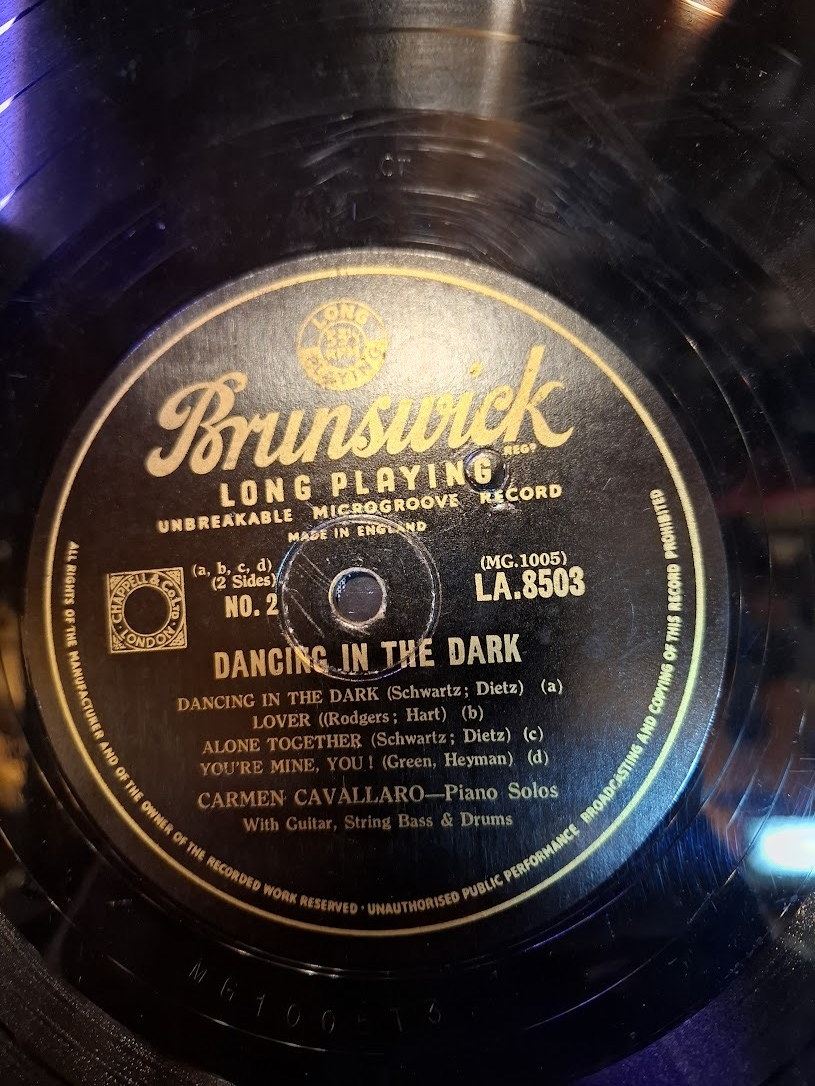 CT
LONG
33⅓
RPM
PLAYING
Brunswick
REGD
LONG PLAYING
UNBREAKABLE MICROGROOVE RECORD
MADE IN ENGLAND
CHAPPELL & CO LTD
· LONDON ·
(a, b, c, d)
(2 Sides)
NO. 2
(MG.1005)
LA.8503
DANCING IN THE DARK
DANCING IN THE DARK (Schwartz; Dietz) (a)
LOVER ((Rodgers; Hart) (b)
ALONE TOGETHER (Schwartz; Dietz) (c)
YOU'RE MINE, YOU! (Green, Heyman) (d)
CARMEN CAVALLARO—Piano Solos
With Guitar, String Bass & Drums
ALL RIGHTS OF THE MANUFACTURER AND OF THE OWNER OF THE RECORDED WORK RESERVED · UNAUTHORISED PUBLIC PERFORMANCE BROADCASTING AND COPYING OF THIS RECORD PROHIBITED